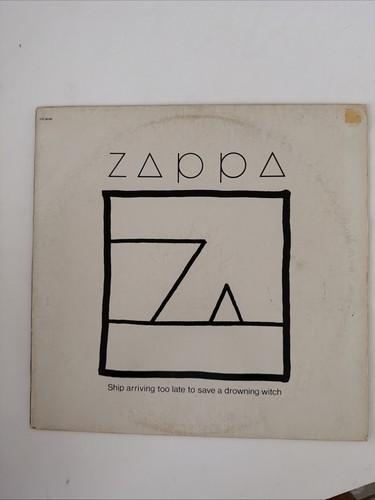 ZAPPA
Ship arriving too late to save a drowning witch